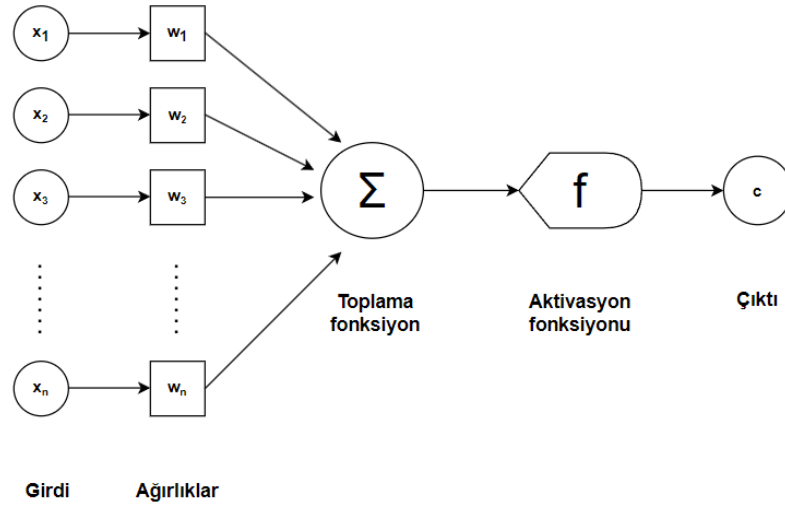 x₁ w₁
x₂ w₂
x₃ w₃
Σ f c
Toplama
fonksiyon
Aktivasyon
fonksiyonu
Çıktı
xₙ wₙ
Girdi Ağırlıklar